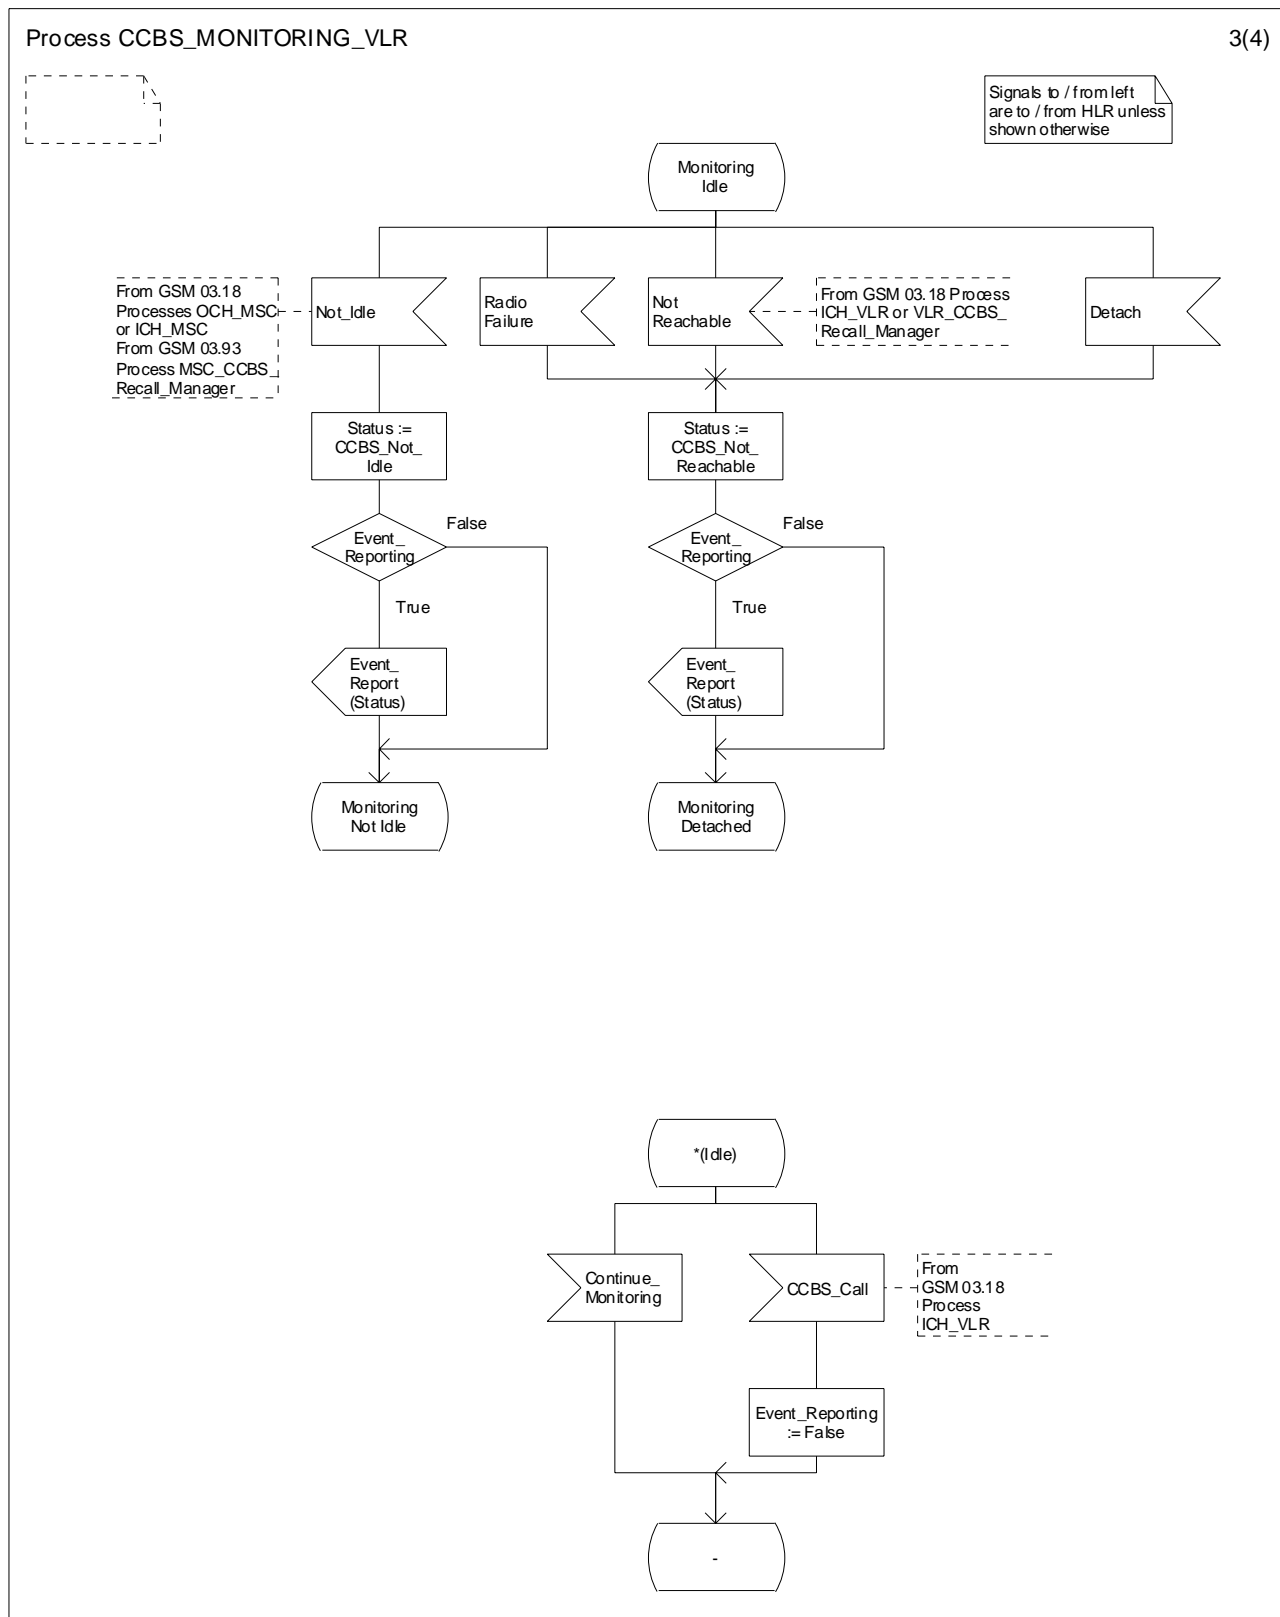 Process CCBS_MONITORING_VLR
3(4)
Signals to / from left
are to / from HLR unless
shown otherwise
Monitoring
Idle
From GSM 03.18
Processes OCH_MSC
or ICH_MSC
From GSM 03.93
Process MSC_CCBS_
Recall_Manager
Not_Idle
Radio
Failure
Not
Reachable
From GSM 03.18 Process
ICH_VLR or VLR_CCBS_
Recall_Manager
Detach
Status :=
CCBS_Not_
Idle
Status :=
CCBS_Not_
Reachable
False
Event_
Reporting
True
False
Event_
Reporting
True
Event_
Report
(Status)
Event_
Report
(Status)
Monitoring
Not Idle
Monitoring
Detached
*(Idle)
Continue_
Monitoring
CCBS_Call
From
GSM 03.18
Process
ICH_VLR
Event_Reporting
:= False
-